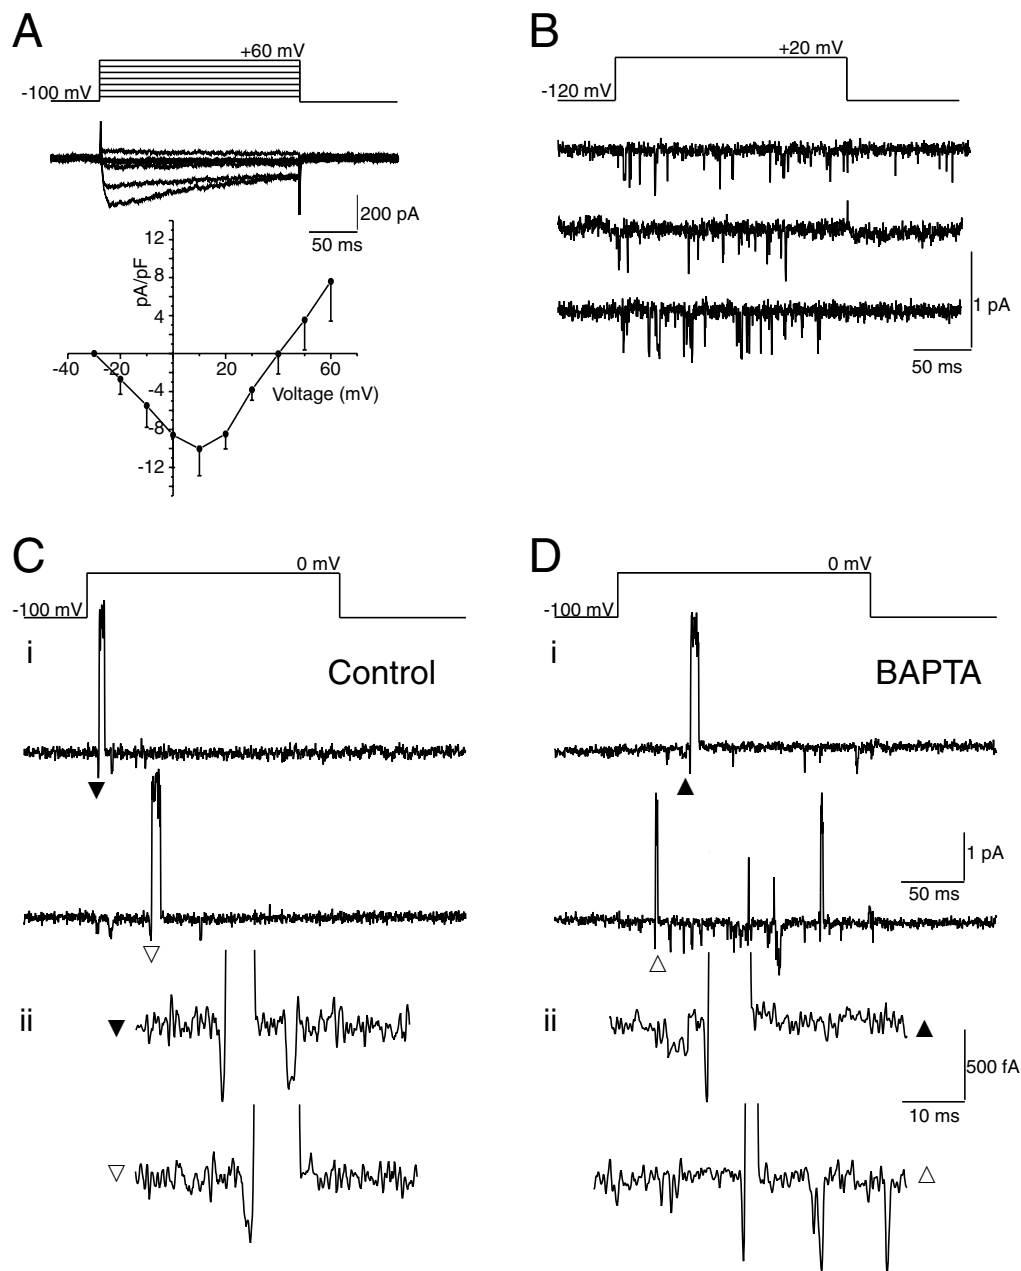 A
+60 mV
-100 mV
200 pA
50 ms
12
8
4
pA/pF
-40
-20
20
40
60
-4
Voltage (mV)
-8
-12
B
+20 mV
-120 mV
1 pA
50 ms
C
0 mV
-100 mV
i
Control
ii
D
0 mV
-100 mV
i
BAPTA
1 pA
50 ms
ii
500 fA
10 ms